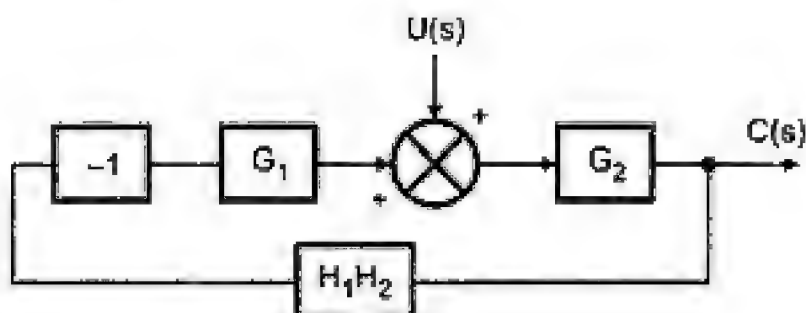 U(s)
+
C(s)
–1
G₁
+
G₂
H₁H₂